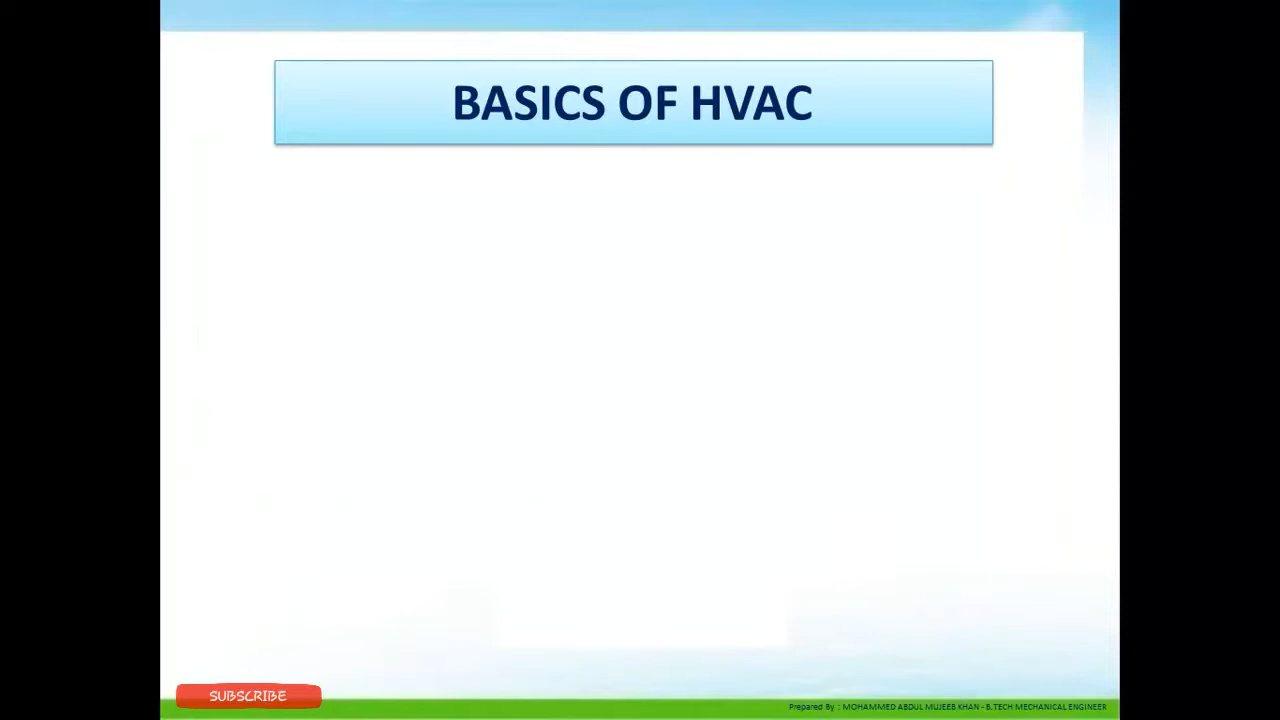 BASICS OF HVAC
SUBSCRIBE
Prepared By : MOHAMMED ABDUL MUJEEB KHAN - B.TECH MECHANICAL ENGINEER